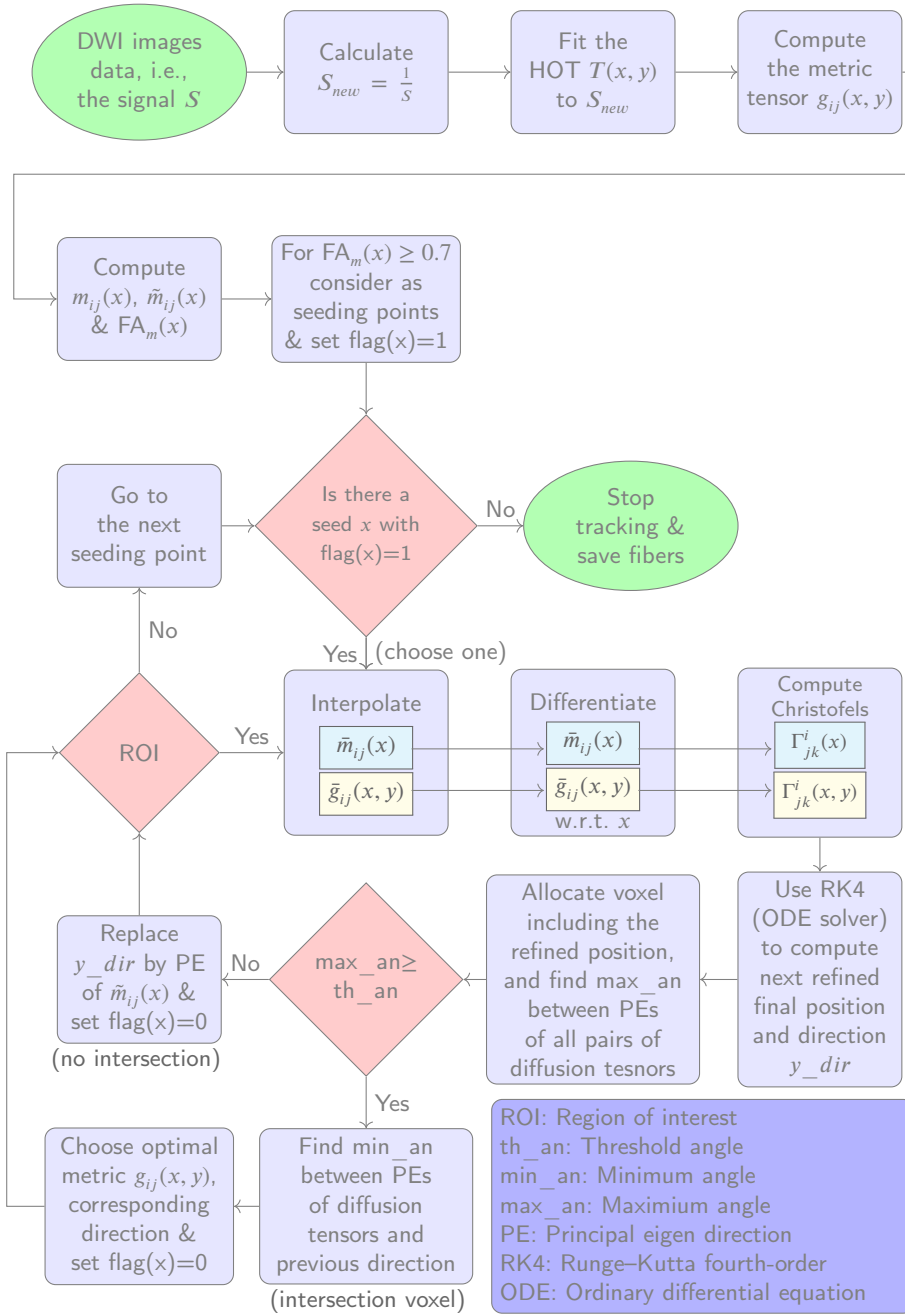 DWI images
data, i.e.,
the signal S
Calculate
S_new = 1/S
Fit the
HOT T(x, y)
to S_new
Compute
the metric
tensor g_ij(x, y)
Compute
m_ij(x), m̃_ij(x)
& FA_m(x)
For FA_m(x) ≥ 0.7
consider as
seeding points
& set flag(x)=1
Go to
the next
seeding point
Is there a
seed x with
flag(x)=1
No
Stop
tracking &
save fibers
No
Yes
(choose one)
ROI
Yes
Interpolate
m̄_ij(x)
ḡ_ij(x, y)
Differentiate
m̄_ij(x)
ḡ_ij(x, y)
w.r.t. x
Compute
Christofels
Γ^i_jk(x)
Γ^i_jk(x, y)
Use RK4
(ODE solver)
to compute
next refined
final position
and direction
y_dir
Allocate voxel
including the
refined position,
and find max_an
between PEs
of all pairs of
diffusion tesnors
max_an≥
th_an
No
Replace
y_dir by PE
of m̃_ij(x) &
set flag(x)=0
(no intersection)
Yes
Find min_an
between PEs
of diffusion
tensors and
previous direction
(intersection voxel)
Choose optimal
metric g_ij(x, y),
corresponding
direction &
set flag(x)=0
ROI: Region of interest
th_an: Threshold angle
min_an: Minimum angle
max_an: Maximium angle
PE: Principal eigen direction
RK4: Runge–Kutta fourth-order
ODE: Ordinary differential equation